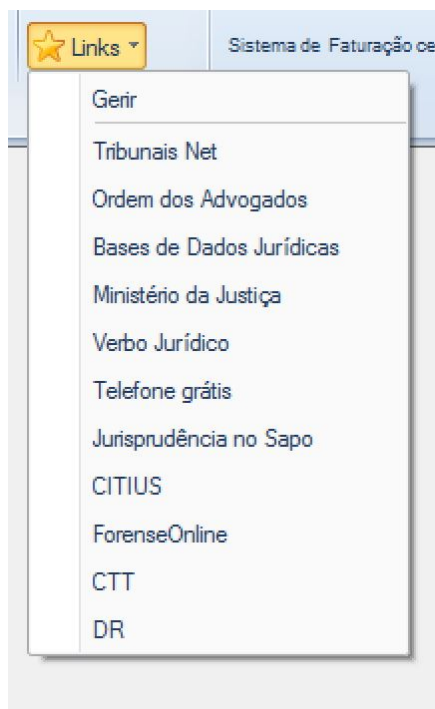 Links
Sistema de Faturação ce
Gerir
Tribunais Net
Ordem dos Advogados
Bases de Dados Jurídicas
Ministério da Justiça
Verbo Jurídico
Telefone grátis
Jurisprudência no Sapo
CITIUS
ForenseOnline
CTT
DR